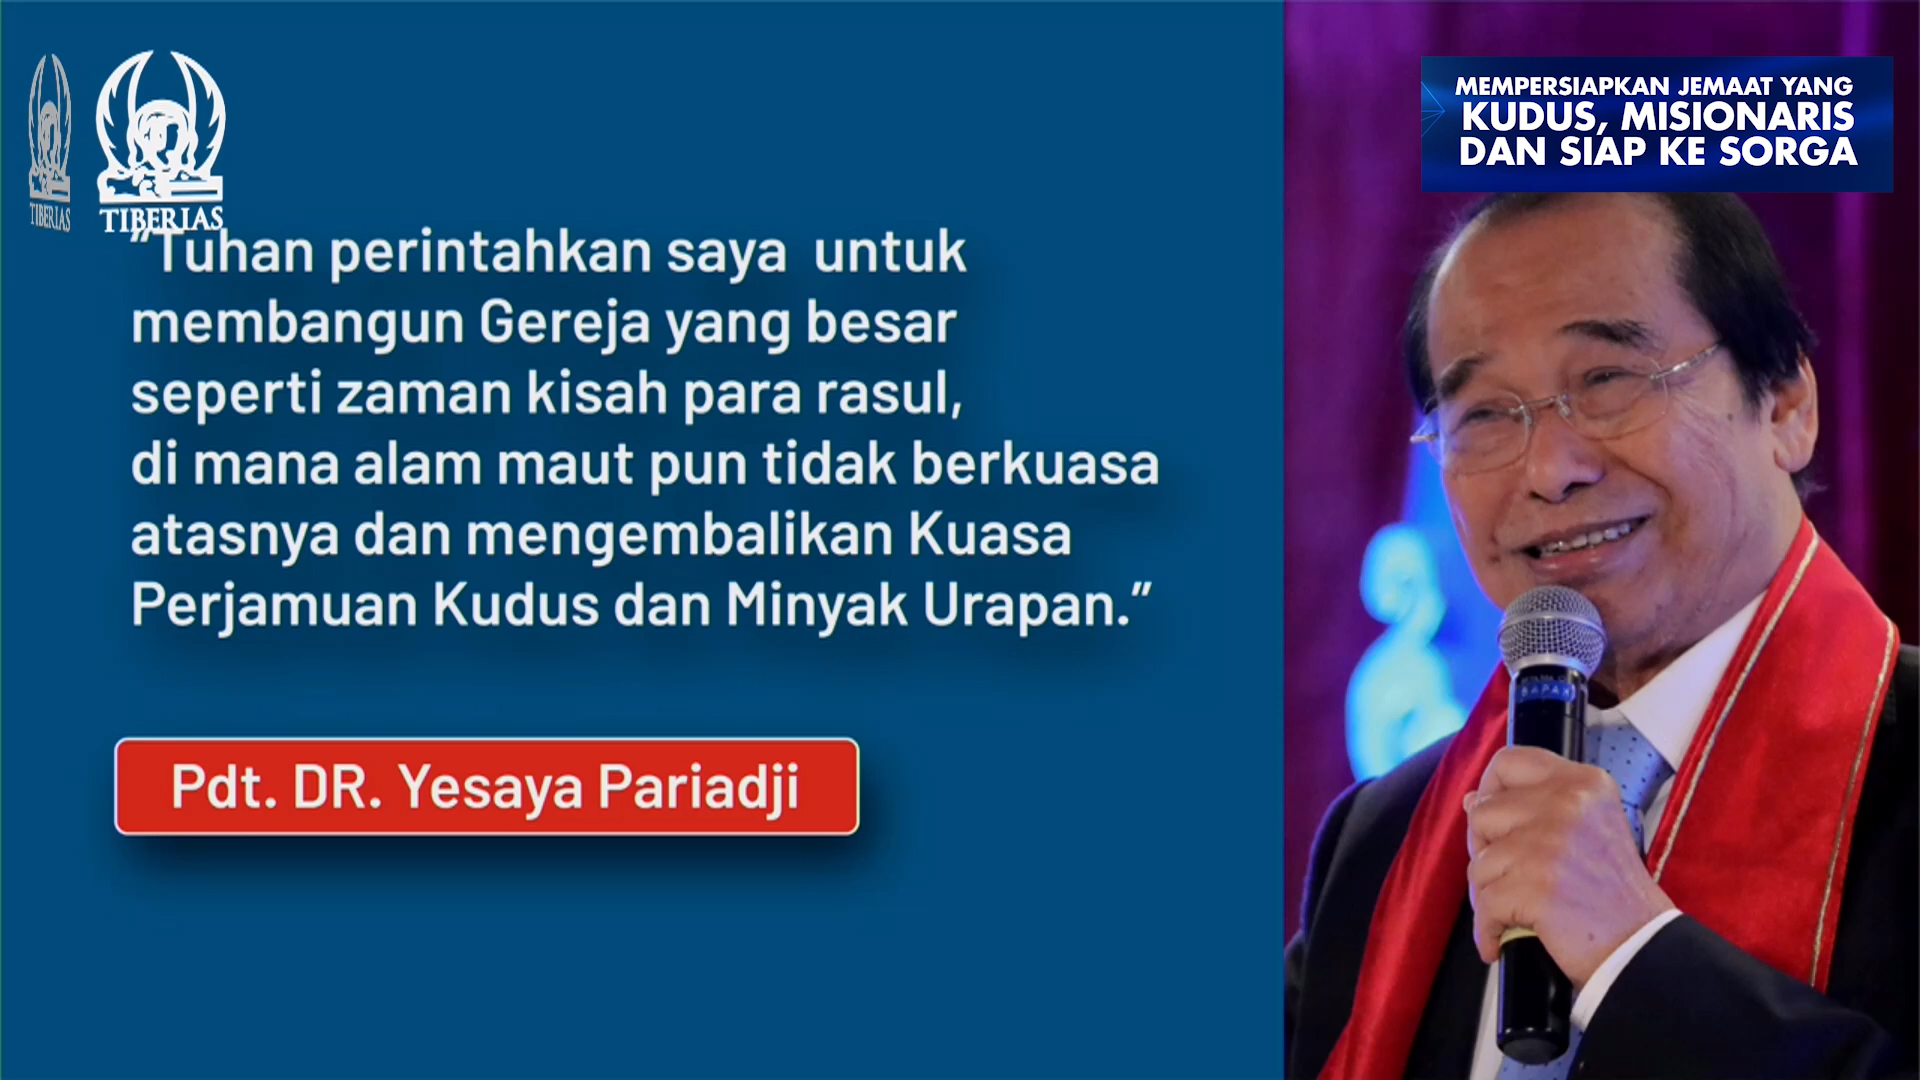 TIBERIAS
TIBERIAS
MEMPERSIAPKAN JEMAAT YANG
KUDUS, MISIONARIS
DAN SIAP KE SORGA
“Tuhan perintahkan saya untuk
membangun Gereja yang besar
seperti zaman kisah para rasul,
di mana alam maut pun tidak berkuasa
atasnya dan mengembalikan Kuasa
Perjamuan Kudus dan Minyak Urapan.”
Pdt. DR. Yesaya Pariadji